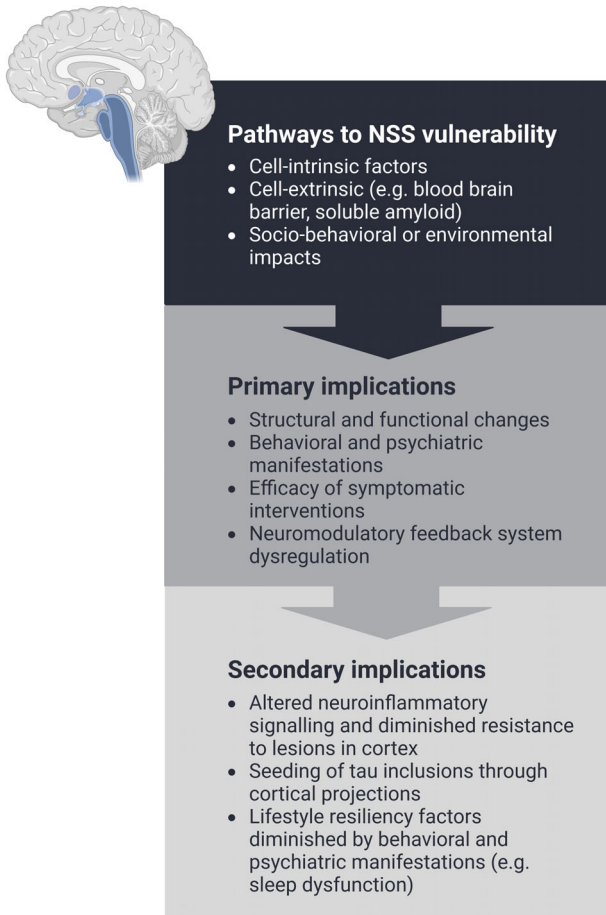 Pathways to NSS vulnerability
• Cell-intrinsic factors
• Cell-extrinsic (e.g. blood brain
barrier, soluble amyloid)
• Socio-behavioral or environmental
impacts
Primary implications
• Structural and functional changes
• Behavioral and psychiatric
manifestations
• Efficacy of symptomatic
interventions
• Neuromodulatory feedback system
dysregulation
Secondary implications
• Altered neuroinflammatory
signalling and diminished resistance
to lesions in cortex
• Seeding of tau inclusions through
cortical projections
• Lifestyle resiliency factors
diminished by behavioral and
psychiatric manifestations (e.g.
sleep dysfunction)